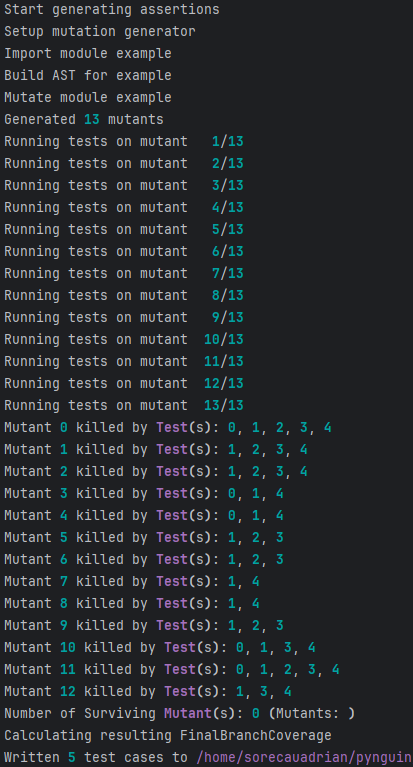 Start generating assertions
Setup mutation generator
Import module example
Build AST for example
Mutate module example
Generated 13 mutants
Running tests on mutant   1/13
Running tests on mutant   2/13
Running tests on mutant   3/13
Running tests on mutant   4/13
Running tests on mutant   5/13
Running tests on mutant   6/13
Running tests on mutant   7/13
Running tests on mutant   8/13
Running tests on mutant   9/13
Running tests on mutant  10/13
Running tests on mutant  11/13
Running tests on mutant  12/13
Running tests on mutant  13/13
Mutant 0 killed by Test(s): 0, 1, 2, 3, 4
Mutant 1 killed by Test(s): 1, 2, 3, 4
Mutant 2 killed by Test(s): 1, 2, 3, 4
Mutant 3 killed by Test(s): 0, 1, 4
Mutant 4 killed by Test(s): 0, 1, 4
Mutant 5 killed by Test(s): 1, 2, 3
Mutant 6 killed by Test(s): 1, 2, 3
Mutant 7 killed by Test(s): 1, 4
Mutant 8 killed by Test(s): 1, 4
Mutant 9 killed by Test(s): 1, 2, 3
Mutant 10 killed by Test(s): 0, 1, 3, 4
Mutant 11 killed by Test(s): 0, 1, 2, 3, 4
Mutant 12 killed by Test(s): 1, 3, 4
Number of Surviving Mutant(s): 0 (Mutants: )
Calculating resulting FinalBranchCoverage
Written 5 test cases to /home/sorecauadrian/pynguin